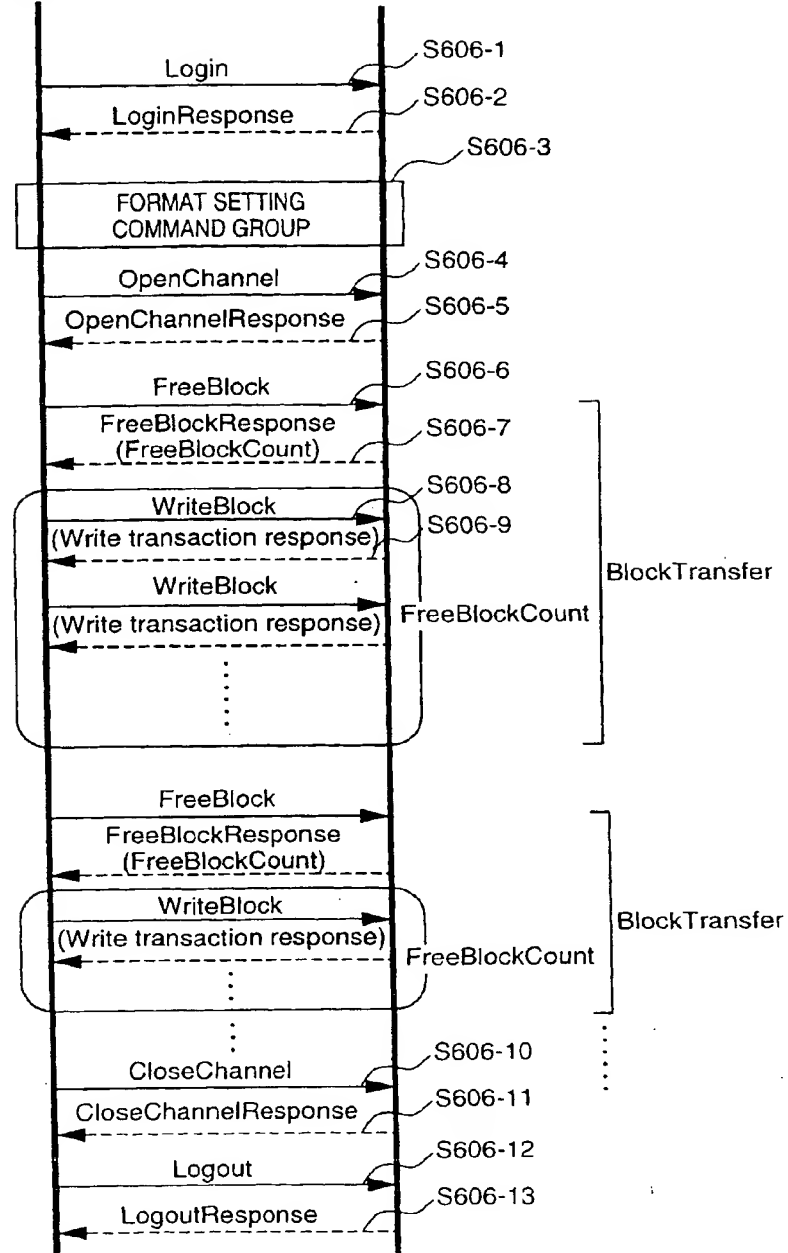 S606-1
Login
S606-2
LoginResponse
S606-3
FORMAT SETTING
COMMAND GROUP
S606-4
OpenChannel
S606-5
OpenChannelResponse
S606-6
FreeBlock
FreeBlockResponse
(FreeBlockCount)
S606-7
S606-8
WriteBlock
S606-9
(Write transaction response)
WriteBlock
(Write transaction response)
FreeBlockCount
BlockTransfer
FreeBlock
FreeBlockResponse
(FreeBlockCount)
WriteBlock
(Write transaction response)
FreeBlockCount
BlockTransfer
S606-10
CloseChannel
S606-11
CloseChannelResponse
S606-12
Logout
S606-13
LogoutResponse